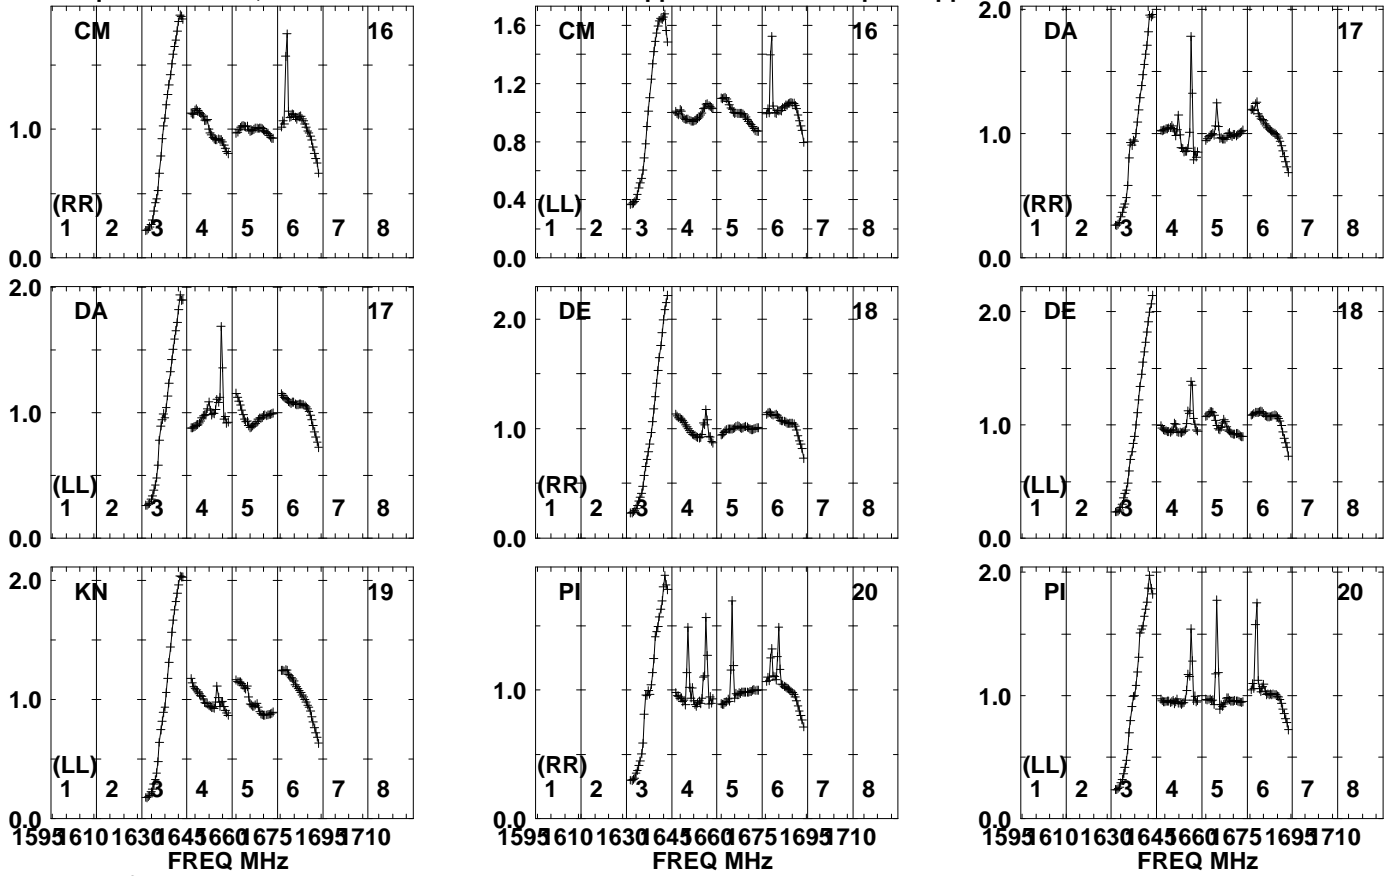 CM 16 CM 16 DA 17
1.0 1.6 2.0
1.2
1.0
0.8
0.4
(RR) (LL) (RR)
1 2 3 4 5 6 7 8 1 2 3 4 5 6 7 8 1 2 3 4 5 6 7 8
0.0 0.0 0.0
2.0 DA 17 DE 18 DE 18
2.0 2.0
1.0 1.0 1.0
(LL) (RR) (LL)
1 2 3 4 5 6 7 8 1 2 3 4 5 6 7 8 1 2 3 4 5 6 7 8
0.0 0.0 0.0
2.0 KN 19 PI 20 2.0 PI 20
1.0 1.0 1.0
(LL) (RR) (LL)
1 2 3 4 5 6 7 8 1 2 3 4 5 6 7 8 1 2 3 4 5 6 7 8
0.0 0.0 0.0
1595 1610 1630 1645 1660 1675 1695 1710 1595 1610 1630 1645 1660 1675 1695 1710 1595 1610 1630 1645 1660 1675 1695 1710
FREQ MHz FREQ MHz FREQ MHz